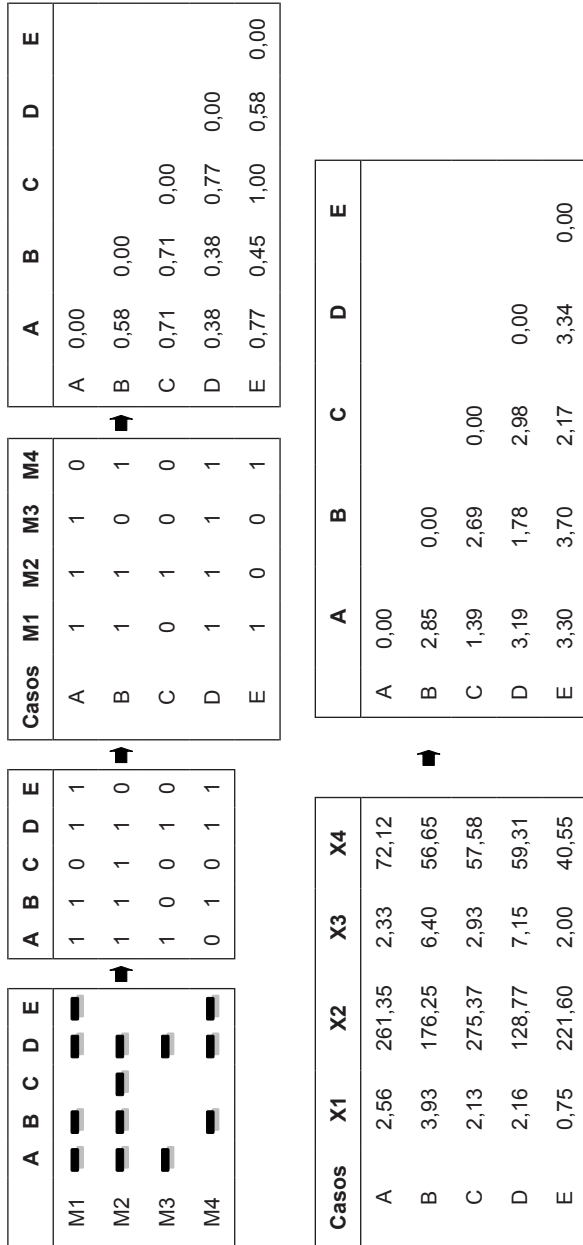 A B C D E
M1
M2
M3
M4
A B C D E
1 1 0 1 1
1 1 1 1 0
1 0 0 1 0
0 1 0 1 1
Casos M1 M2 M3 M4
A 1 1 1 0
B 1 1 0 1
C 0 1 0 0
D 1 1 1 1
E 1 0 0 1
A B C D E
A 0,00
B 0,58 0,00
C 0,71 0,71 0,00
D 0,38 0,38 0,77 0,00
E 0,77 0,45 1,00 0,58 0,00
Casos X1 X2 X3 X4
A 2,56 261,35 2,33 72,12
B 3,93 176,25 6,40 56,65
C 2,13 275,37 2,93 57,58
D 2,16 128,77 7,15 59,31
E 0,75 221,60 2,00 40,55
A B C D E
A 0,00
B 2,85 0,00
C 1,39 2,69 0,00
D 3,19 1,78 2,98 0,00
E 3,30 3,70 2,17 3,34 0,00